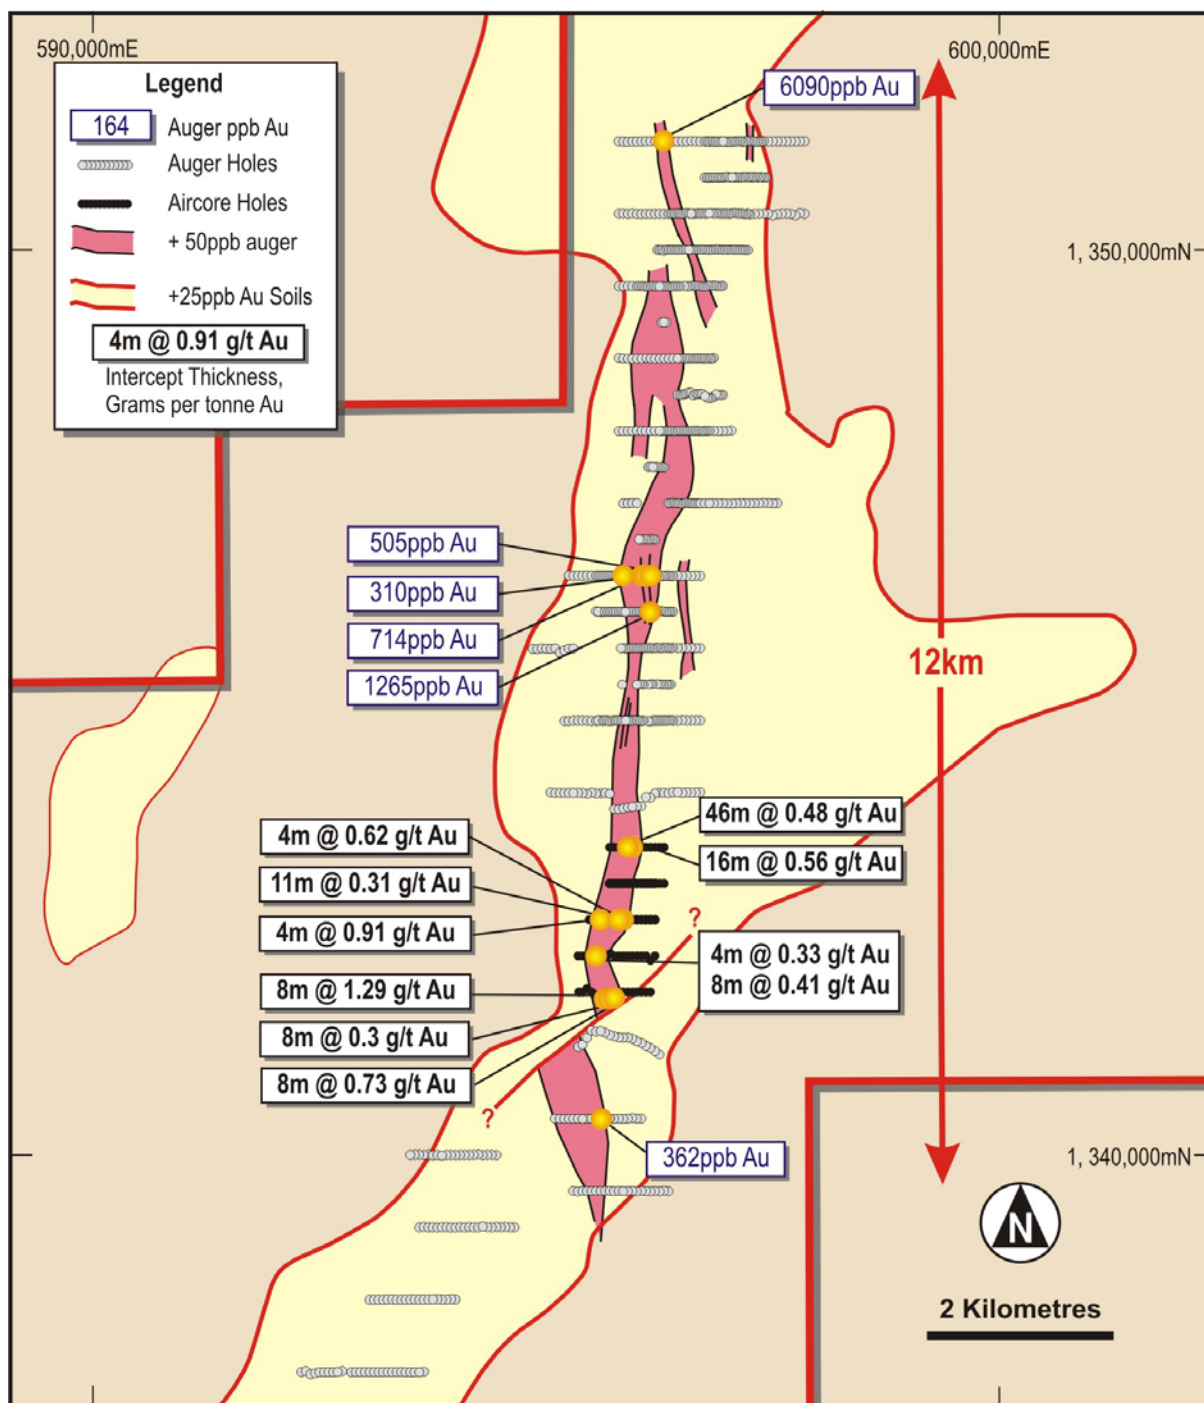 590,000mE
600,000mE
Legend
164 Auger ppb Au
Auger Holes
Aircore Holes
+ 50ppb auger
+25ppb Au Soils
4m @ 0.91 g/t Au
Intercept Thickness,
Grams per tonne Au
6090ppb Au
1, 350,000mN
505ppb Au
310ppb Au
714ppb Au
1265ppb Au
12km
46m @ 0.48 g/t Au
16m @ 0.56 g/t Au
4m @ 0.62 g/t Au
11m @ 0.31 g/t Au
4m @ 0.91 g/t Au
?
4m @ 0.33 g/t Au
8m @ 0.41 g/t Au
8m @ 1.29 g/t Au
8m @ 0.3 g/t Au
8m @ 0.73 g/t Au
?
362ppb Au
1, 340,000mN
N
2 Kilometres